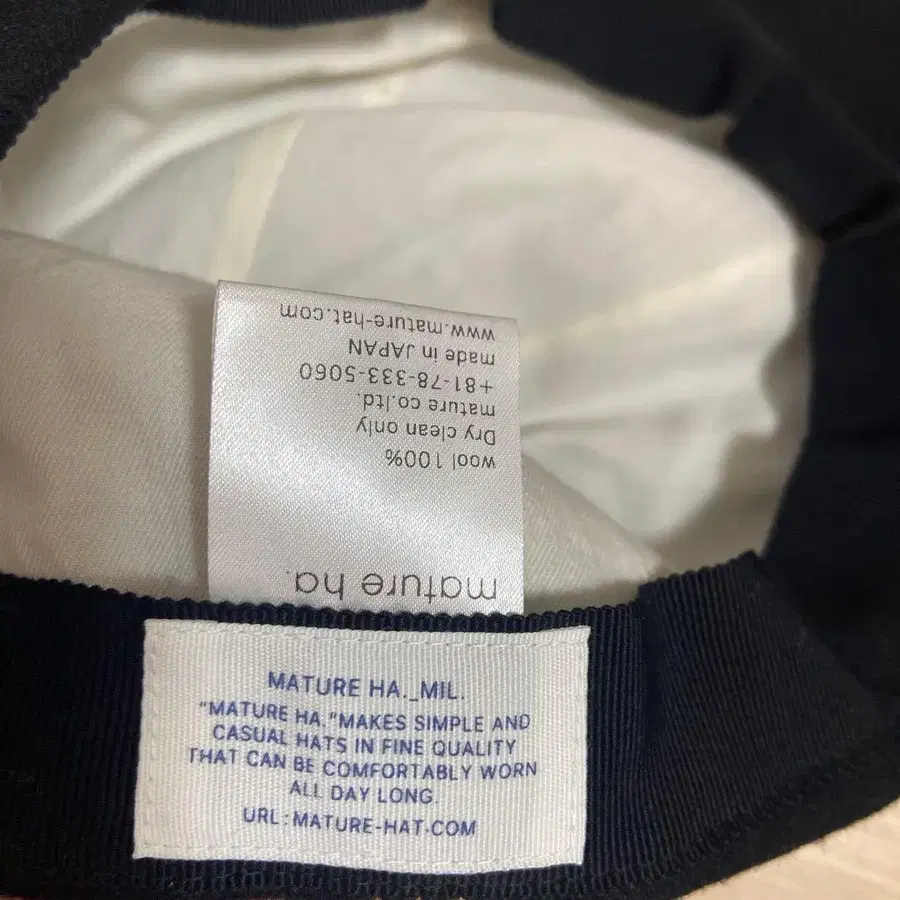 mature ha.
wool 100%
Dry clean only
mature co.ltd.
+81-78-333-5060
made in JAPAN
www.mature-hat.com
MATURE HA._MIL.
"MATURE HA."MAKES SIMPLE AND
CASUAL HATS IN FINE QUALITY
THAT CAN BE COMFORTABLY WORN
ALL DAY LONG.
URL:MATURE-HAT.COM